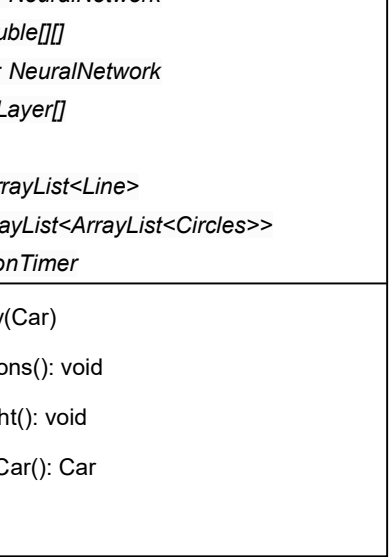 : NeuralNetwork
uble[][]
: NeuralNetwork
Layer[]
rrayList<Line>
ayList<ArrayList<Circles>>
onTimer
(Car)
ons(): void
ht(): void
Car(): Car